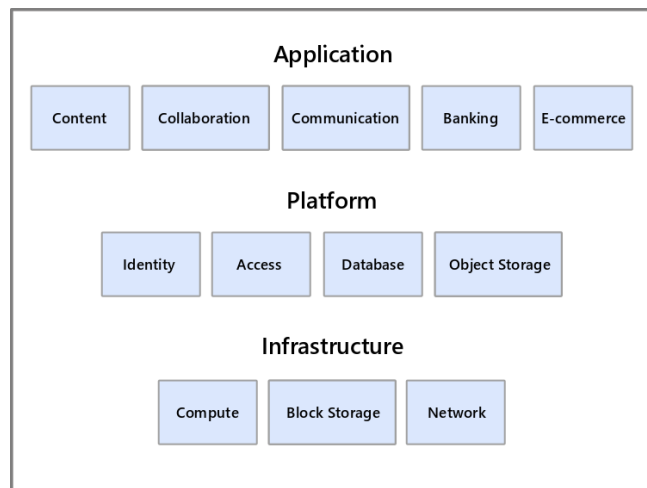 Application
Content Collaboration Communication Banking E-commerce
Platform
Identity Access Database Object Storage
Infrastructure
Compute Block Storage Network